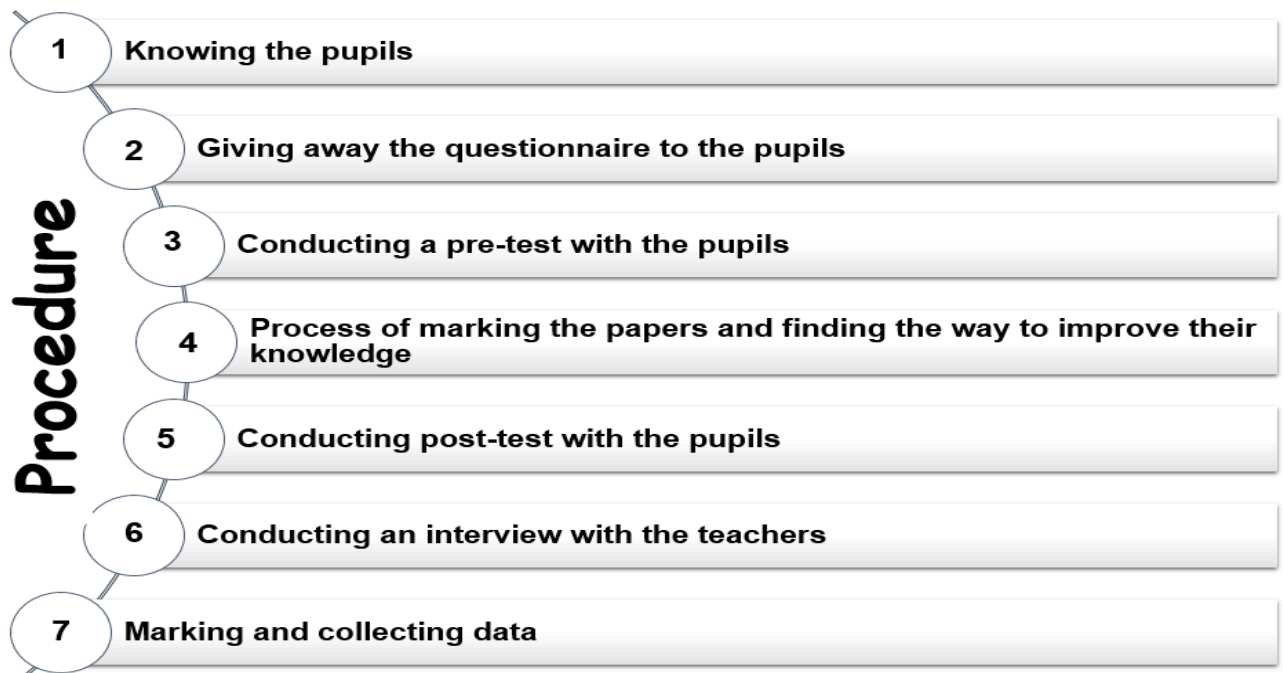 Procedure
1
Knowing the pupils
2
Giving away the questionnaire to the pupils
3
Conducting a pre-test with the pupils
4
Process of marking the papers and finding the way to improve their
knowledge
5
Conducting post-test with the pupils
6
Conducting an interview with the teachers
7
Marking and collecting data